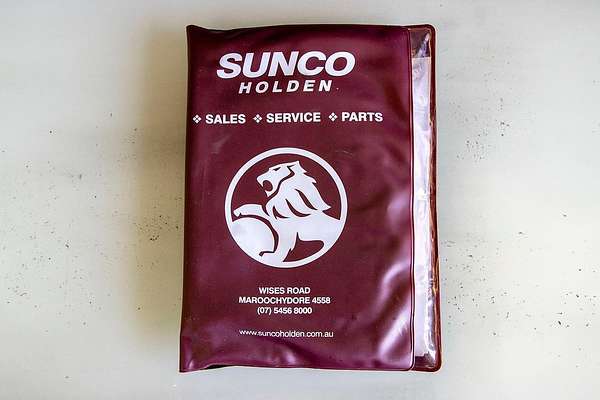 SUNCO
HOLDEN
❖ SALES ❖ SERVICE ❖ PARTS
WISES ROAD
MAROOCHYDORE 4558
(07) 5456 8000
www.suncoholden.com.au